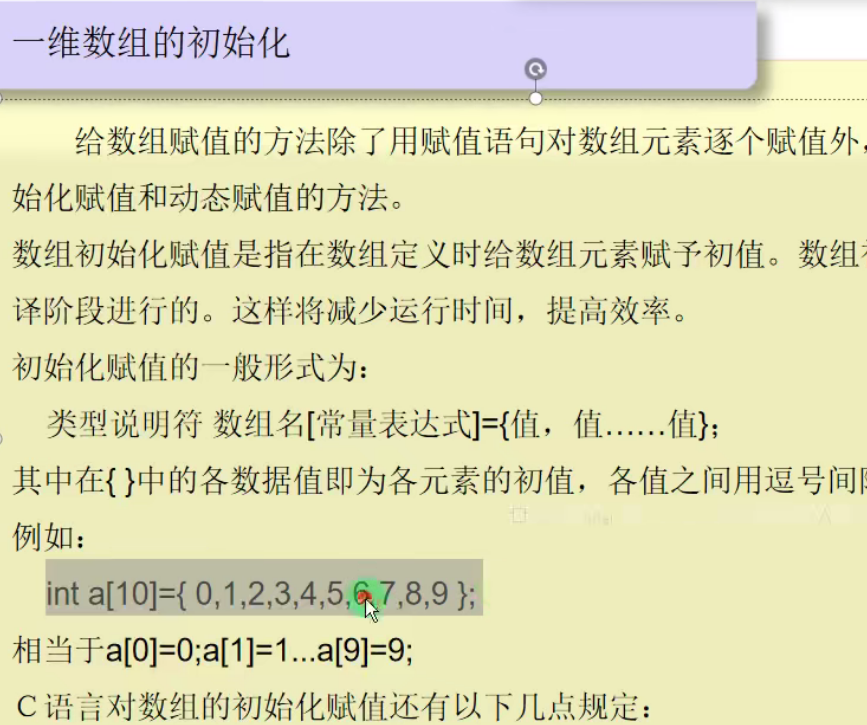 一维数组的初始化
给数组赋值的方法除了用赋值语句对数组元素逐个赋值外，
始化赋值和动态赋值的方法。
数组初始化赋值是指在数组定义时给数组元素赋予初值。数组
译阶段进行的。这样将减少运行时间，提高效率。
初始化赋值的一般形式为：
类型说明符 数组名[常量表达式]={值，值……值};
其中在{ }中的各数据值即为各元素的初值，各值之间用逗号间
例如：
int a[10]={ 0,1,2,3,4,5,6,7,8,9 };
相当于a[0]=0;a[1]=1...a[9]=9;
Ｃ语言对数组的初始化赋值还有以下几点规定：